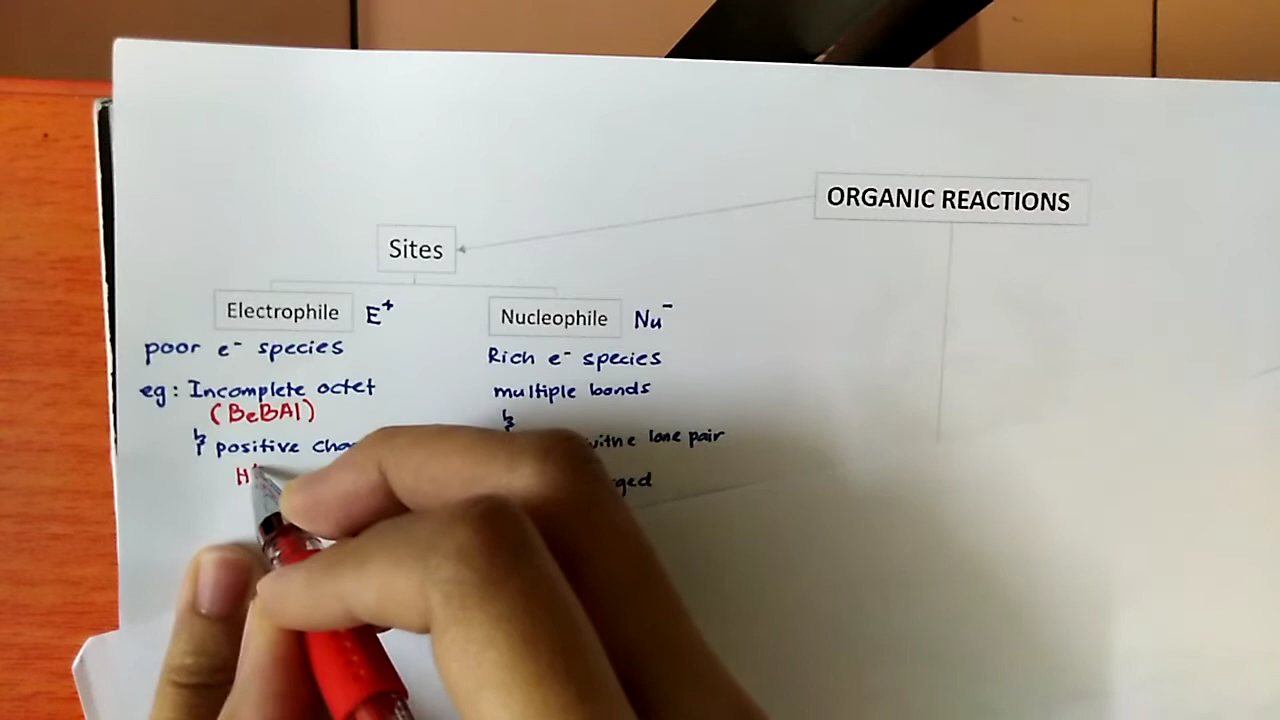 ORGANIC REACTIONS
Sites
Electrophile E⁺
Nucleophile Nu⁻
poor e⁻ species
eg: Incomplete octet
(BeBAl)
positive
H⁺
Rich e⁻ species
multiple bonds
lone pair